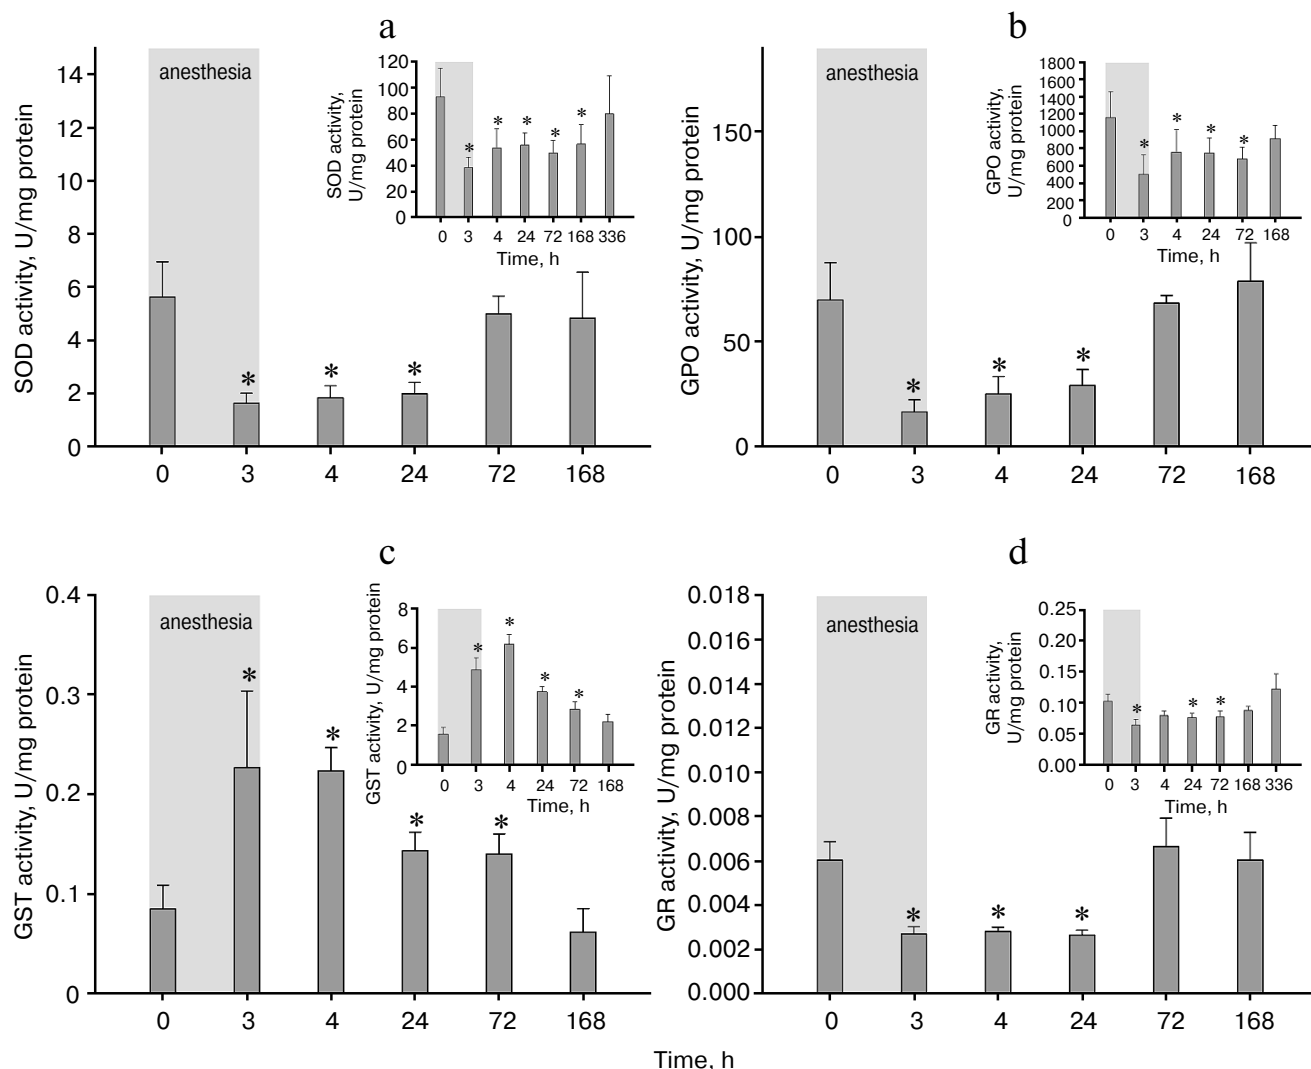 a
SOD activity, U/mg protein
14
12
10
8
6
4
2
0
anesthesia
*
*
*
0 3 4 24 72 168
SOD activity,
U/mg protein
120
100
80
60
40
20
0
*
*
*
*
*
0 3 4 24 72 168 336
Time, h
b
GPO activity, U/mg protein
150
100
50
0
anesthesia
*
*
*
0 3 4 24 72 168
GPO activity,
U/mg protein
1800
1600
1400
1200
1000
800
600
400
200
0
*
*
*
*
0 3 4 24 72 168
Time, h
c
GST activity, U/mg protein
0.4
0.3
0.2
0.1
0
anesthesia
*
*
*
*
0 3 4 24 72 168
GST activity, U/mg protein
8
6
4
2
0
*
*
*
*
0 3 4 24 72 168
Time, h
d
GR activity, U/mg protein
0.018
0.016
0.014
0.012
0.010
0.008
0.006
0.004
0.002
0.000
anesthesia
*
*
*
0 3 4 24 72 168
GR activity,
U/mg protein
0.25
0.20
0.15
0.10
0.05
0.00
*
*
*
0 3 4 24 72 168 336
Time, h
Time, h